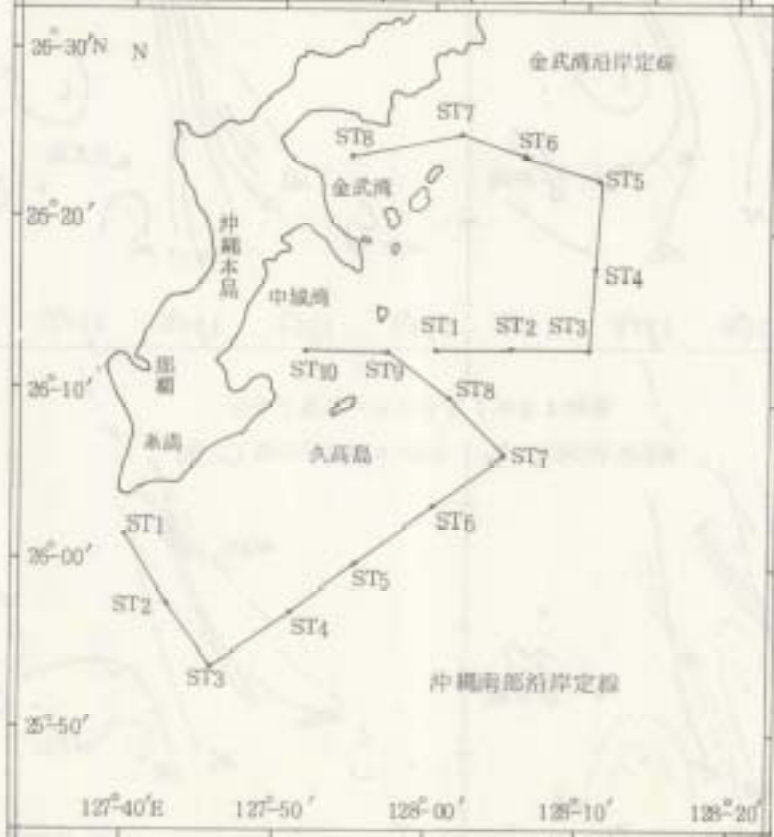 26°30′N
N
金武湾沿岸定線
ST7
ST8
ST6
金武湾
ST5
26°20′
沖縄本島
ST4
中城湾
ST1
ST2
ST3
ST10
ST9
26°10′
那覇
ST8
糸満
久高島
ST7
ST1
ST6
26°00′
ST5
ST2
ST4
ST3
沖縄南部沿岸定線
25°50′
127°40′E
127°50′
128°00′
128°10′
128°20′